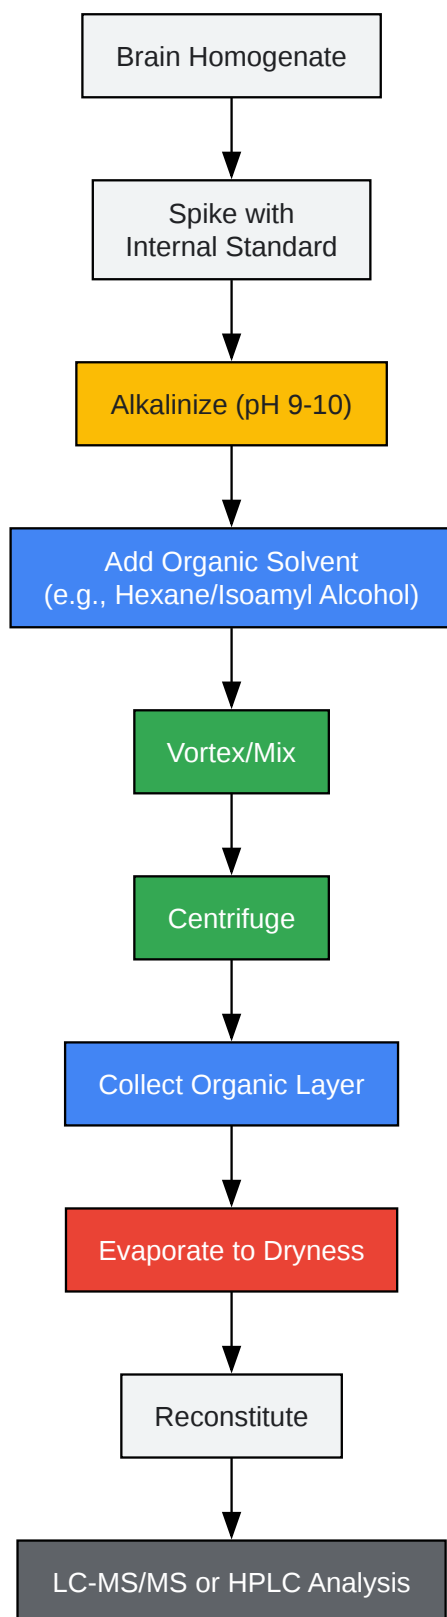 Brain Homogenate
Spike with
Internal Standard
Alkalinize (pH 9-10)
Add Organic Solvent
(e.g., Hexane/Isoamyl Alcohol)
Vortex/Mix
Centrifuge
Collect Organic Layer
Evaporate to Dryness
Reconstitute
LC-MS/MS or HPLC Analysis